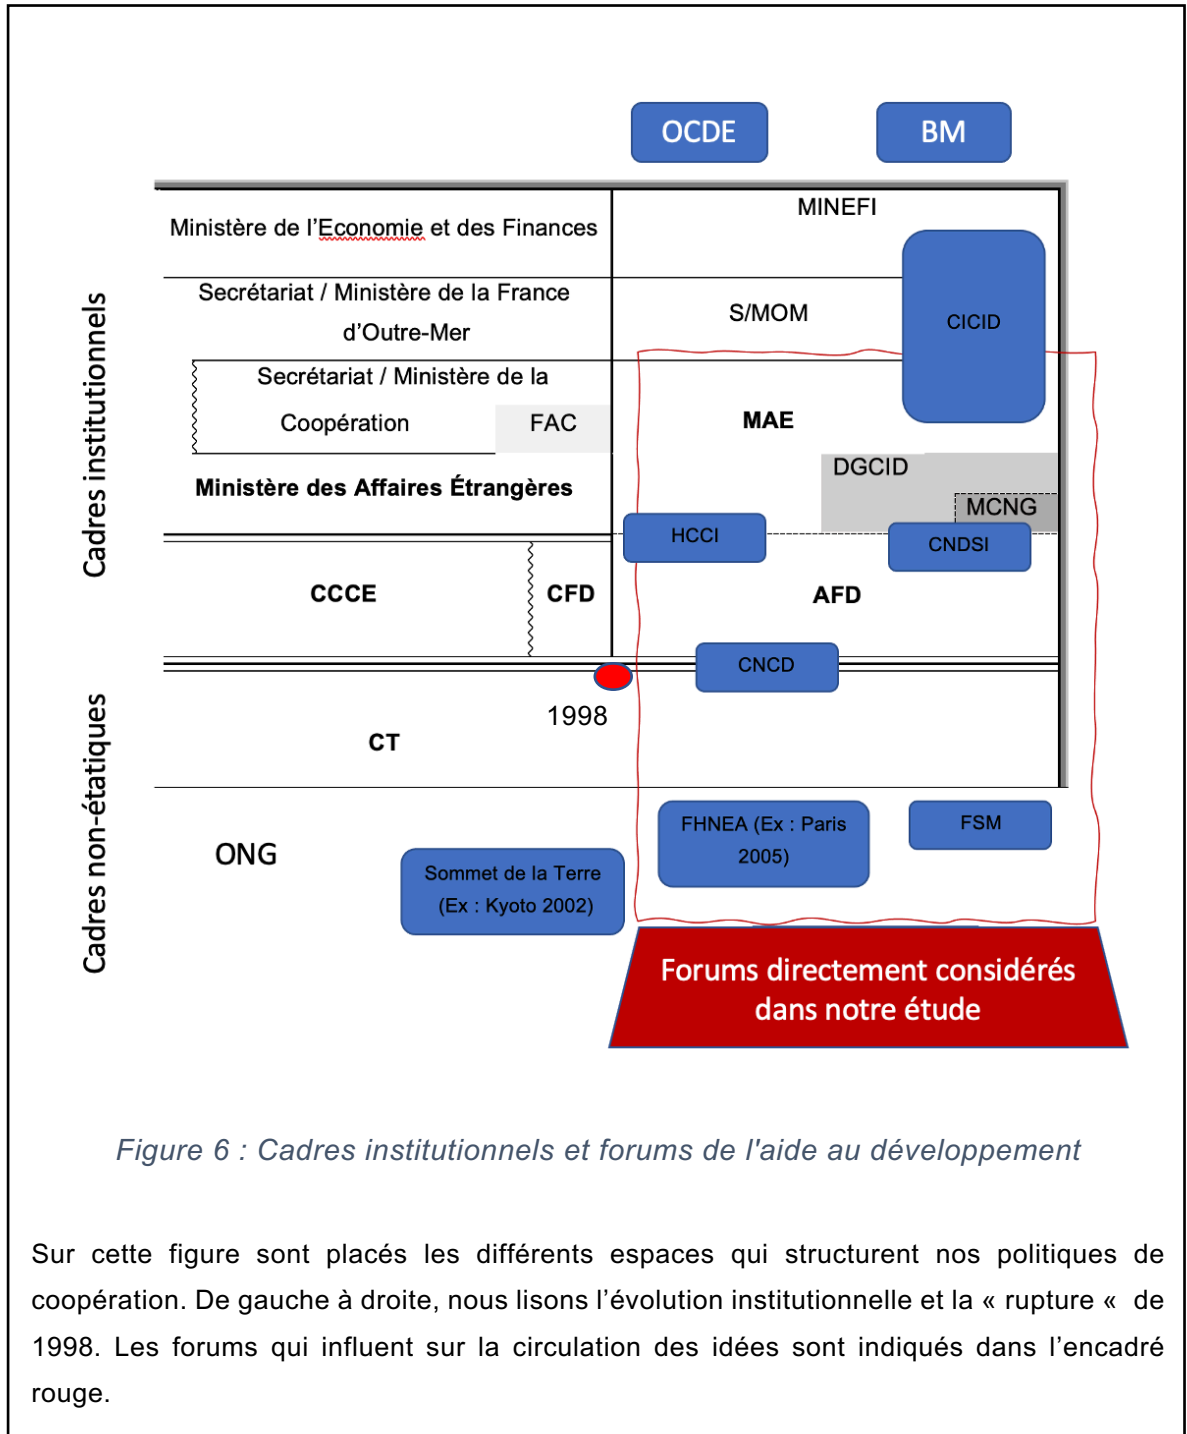 OCDE
BM
Cadres institutionnels
Ministère de l’Economie et des Finances
MINEFI
Secrétariat / Ministère de la France
d’Outre-Mer
S/MOM
CICID
Secrétariat / Ministère de la
Coopération
FAC
MAE
DGCID
MCNG
Ministère des Affaires Étrangères
HCCI
CNDSI
CCCE
CFD
AFD
CNCD
Cadres non-étatiques
1998
CT
ONG
Sommet de la Terre
(Ex : Kyoto 2002)
FHNEA (Ex : Paris
2005)
FSM
Forums directement considérés
dans notre étude
Figure 6 : Cadres institutionnels et forums de l'aide au développement
Sur cette figure sont placés les différents espaces qui structurent nos politiques de
coopération. De gauche à droite, nous lisons l’évolution institutionnelle et la « rupture « de
1998. Les forums qui influent sur la circulation des idées sont indiqués dans l’encadré
rouge.